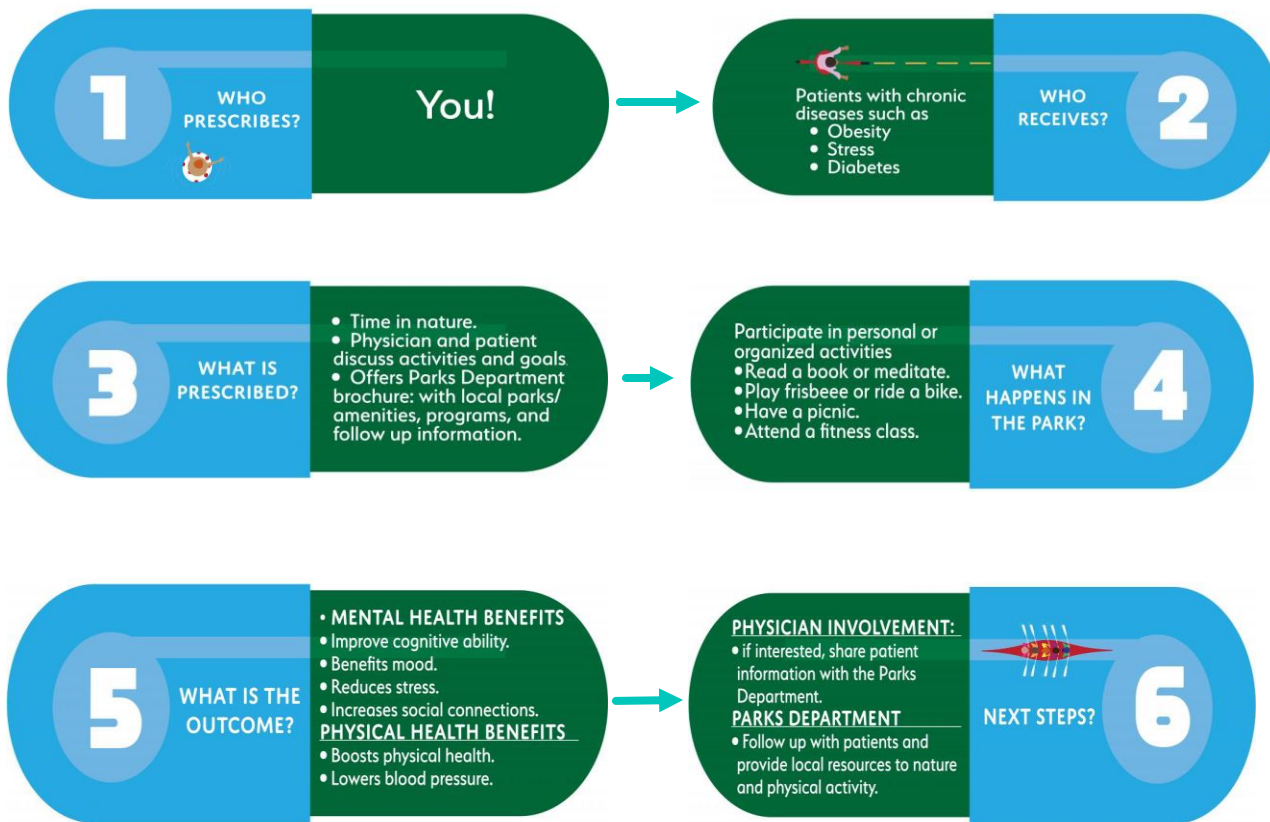 1
WHO
PRESCRIBES?
You!
Patients with chronic
diseases such as
• Obesity
• Stress
• Diabetes
WHO
RECEIVES?
2
3
WHAT IS
PRESCRIBED?
• Time in nature.
• Physician and patient
discuss activities and goals.
• Offers Parks Department
brochure: with local parks/
amenities, programs, and
follow up information.
Participate in personal or
organized activities
• Read a book or meditate.
• Play frisbeee or ride a bike.
• Have a picnic.
• Attend a fitness class.
WHAT
HAPPENS IN
THE PARK?
4
5
WHAT IS THE
OUTCOME?
• MENTAL HEALTH BENEFITS
• Improve cognitive ability.
• Benefits mood.
• Reduces stress.
• Increases social connections.
PHYSICAL HEALTH BENEFITS
• Boosts physical health.
• Lowers blood pressure.
PHYSICIAN INVOLVEMENT:
• if interested, share patient
information with the Parks
Department.
PARKS DEPARTMENT
• Follow up with patients and
provide local resources to nature
and physical activity.
NEXT STEPS?
6